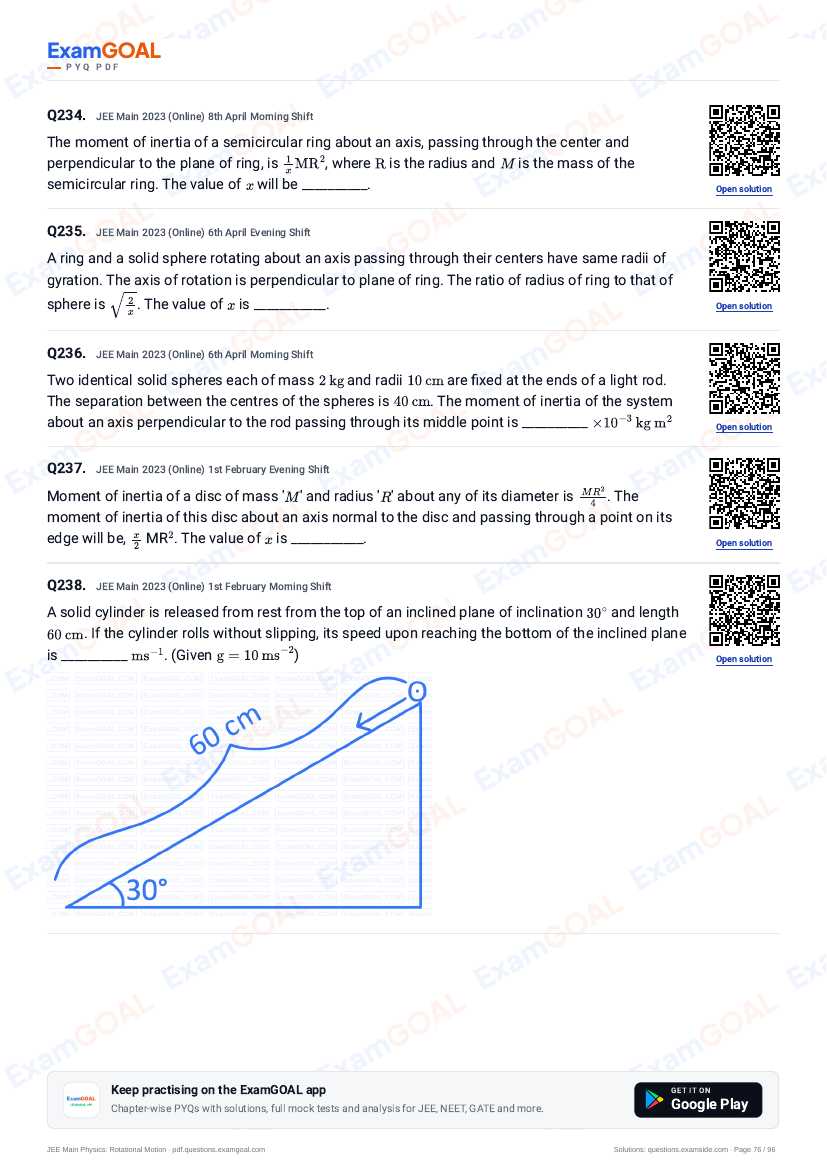 ExamGOAL
PYQ PDF
Q234. JEE Main 2023 (Online) 8th April Morning Shift
The moment of inertia of a semicircular ring about an axis, passing through the center and
perpendicular to the plane of ring, is $\frac{1}{x}$MR², where R is the radius and M is the mass of the
semicircular ring. The value of x will be __________.
Open solution
Q235. JEE Main 2023 (Online) 6th April Evening Shift
A ring and a solid sphere rotating about an axis passing through their centers have same radii of
gyration. The axis of rotation is perpendicular to plane of ring. The ratio of radius of ring to that of
sphere is $\sqrt{\frac{2}{x}}$. The value of x is ___________.
Open solution
Q236. JEE Main 2023 (Online) 6th April Morning Shift
Two identical solid spheres each of mass 2 kg and radii 10 cm are fixed at the ends of a light rod.
The separation between the centres of the spheres is 40 cm. The moment of inertia of the system
about an axis perpendicular to the rod passing through its middle point is __________ ×10⁻³ kg m²
Open solution
Q237. JEE Main 2023 (Online) 1st February Evening Shift
Moment of inertia of a disc of mass 'M' and radius 'R' about any of its diameter is $\frac{MR^2}{4}$. The
moment of inertia of this disc about an axis normal to the disc and passing through a point on its
edge will be, $\frac{x}{2}$ MR². The value of x is ___________.
Open solution
Q238. JEE Main 2023 (Online) 1st February Morning Shift
A solid cylinder is released from rest from the top of an inclined plane of inclination 30° and length
60 cm. If the cylinder rolls without slipping, its speed upon reaching the bottom of the inclined plane
is __________ ms⁻¹. (Given g = 10 ms⁻²)
Open solution
60 cm
30°
ExamGOAL
Keep practising on the ExamGOAL app
Chapter-wise PYQs with solutions, full mock tests and analysis for JEE, NEET, GATE and more.
GET IT ON
Google Play
JEE Main Physics: Rotational Motion · pdf.questions.examgoal.com
Solutions: questions.examside.com · Page 76 / 96